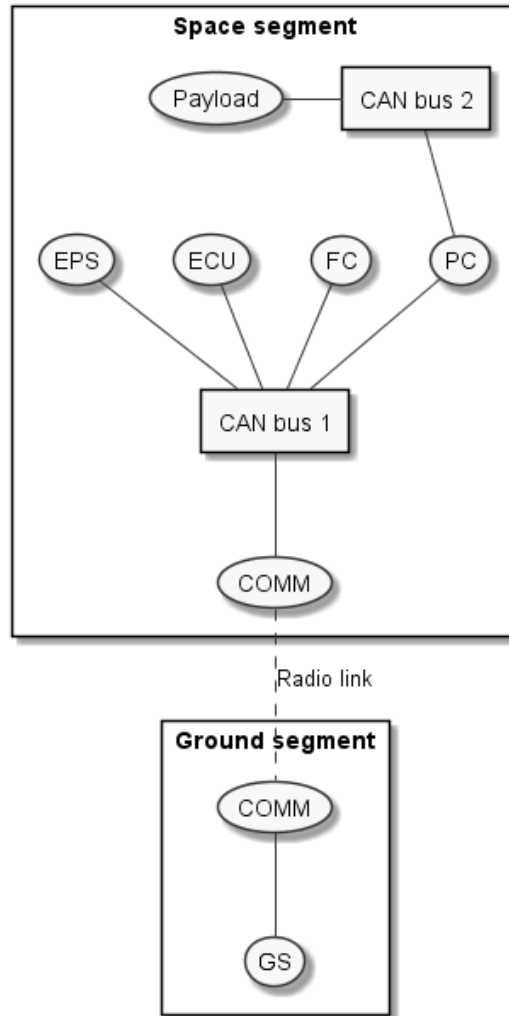 Space segment
Payload
CAN bus 2
EPS
ECU
FC
PC
CAN bus 1
COMM
Radio link
Ground segment
COMM
GS